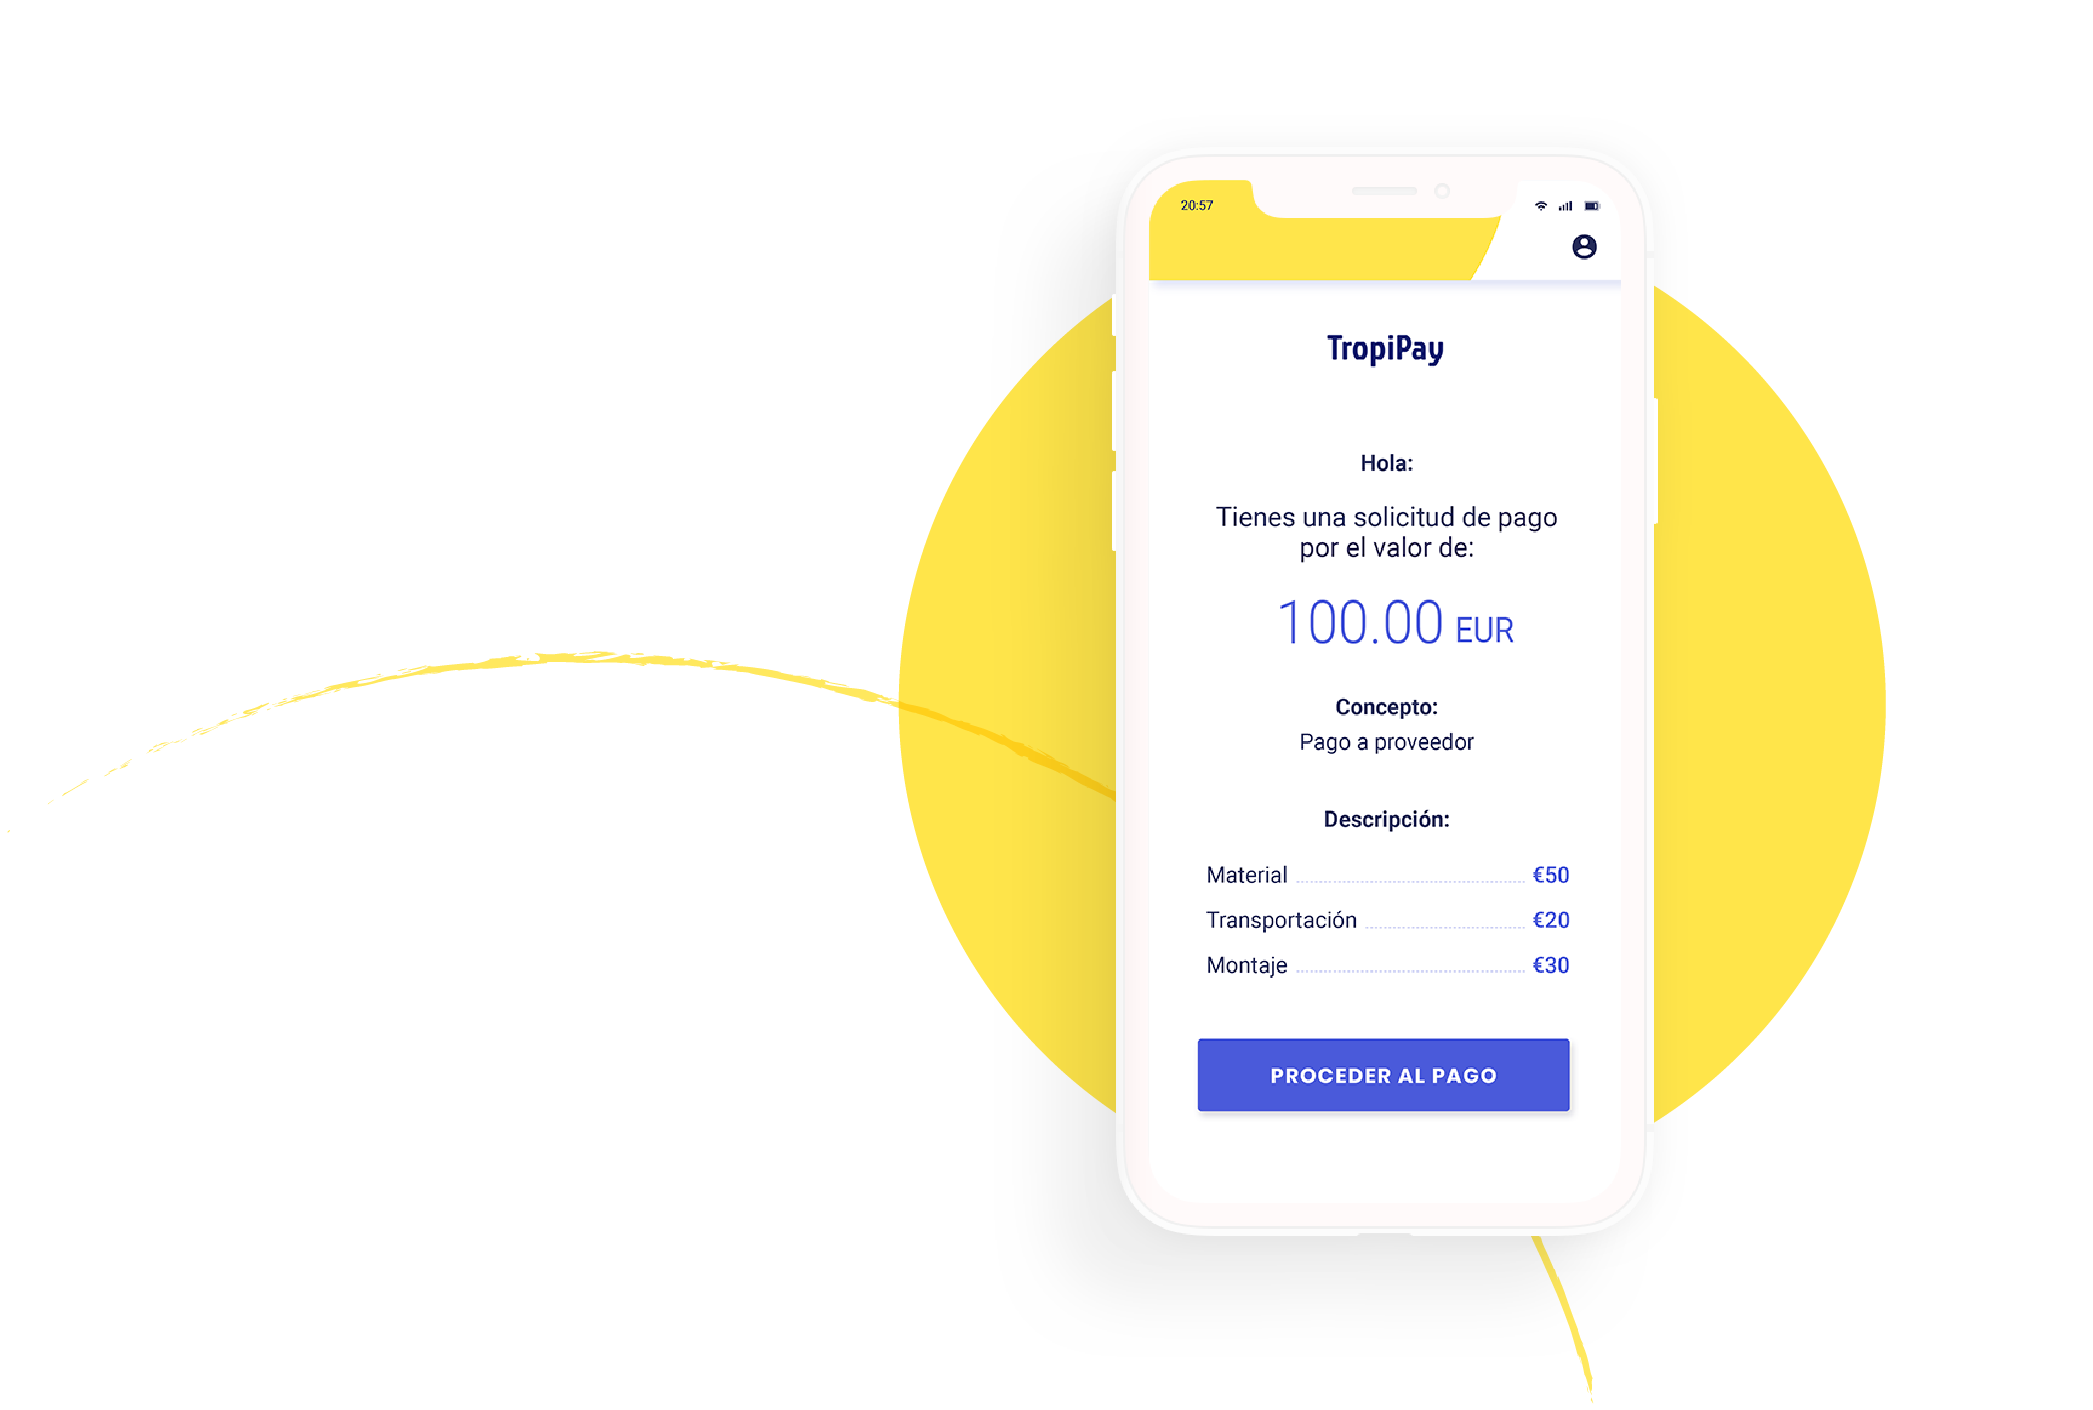 20:57
TropiPay
Hola:
Tienes una solicitud de pago
por el valor de:
100.00 EUR
Concepto:
Pago a proveedor
Descripción:
Material €50
Transportación €20
Montaje €30
PROCEDER AL PAGO